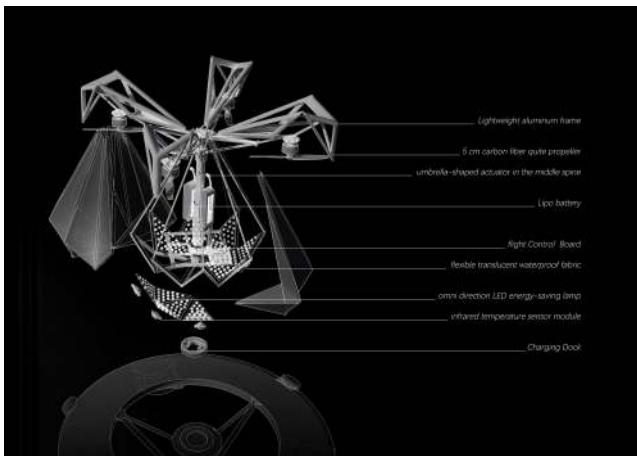 Lightweight aluminum frame
5 cm carbon fiber quite propeller
umbrella-shaped actuator in the middle spine
Lipo battery
flight Control Board
flexible translucent waterproof fabric
omni direction LED energy-saving lamp
infrared temperature sensor module
Charging Dock